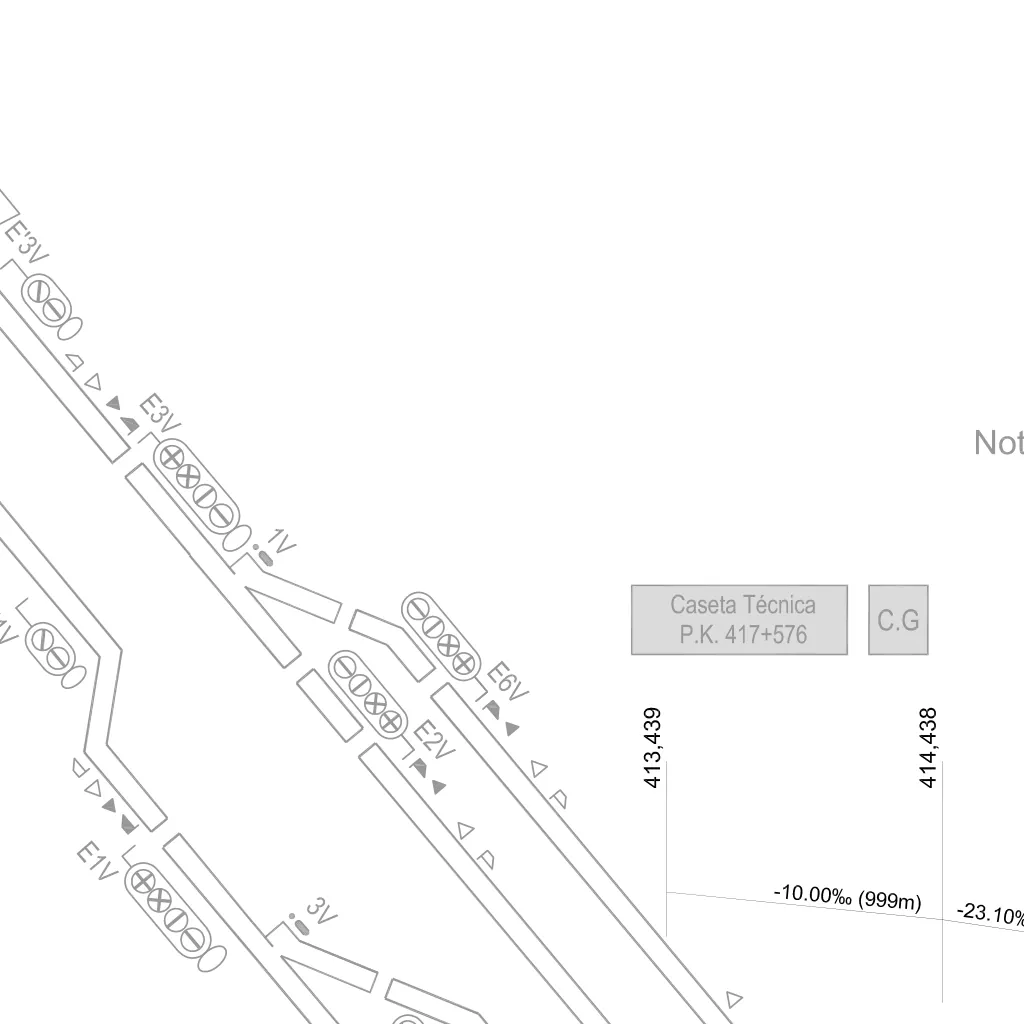 E'3V
E3V
Not
1V
Caseta Técnica
P.K. 417+576
C.G
1V
E6V
E2V
413,439
414,438
E1V
-10.00‰ (999m)
-23.10%
3V